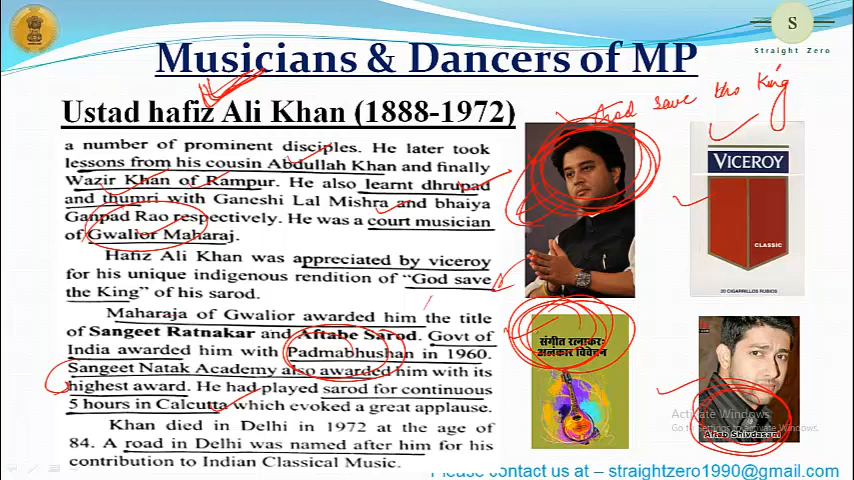 S
Straight Zero
Musicians & Dancers of MP
Ustad hafiz Ali Khan (1888-1972)
God save the King
a number of prominent disciples. He later took
lessons from his cousin Abdullah Khan and finally
Wazir Khan of Rampur. He also learnt dhrupad
and thumri with Ganeshi Lal Mishra and bhaiya
Ganpad Rao respectively. He was a court musician
of Gwalior Maharaj.
Hafiz Ali Khan was appreciated by viceroy
for his unique indigenous rendition of "God save
the King" of his sarod.
Maharaja of Gwalior awarded him the title
of Sangeet Ratnakar and Aftabe Sarod. Govt of
India awarded him with Padmabhushan in 1960.
Sangeet Natak Academy also awarded him with its
highest award. He had played sarod for continuous
5 hours in Calcutta which evoked a great applause.
Khan died in Delhi in 1972 at the age of
84. A road in Delhi was named after him for his
contribution to Indian Classical Music.
VICEROY
CLASSIC
20 CIGARRILLOS RUBIOS
संगीत रत्नाकरः
अलंकार विवेचन
Aftab Shivdasani
Activate Windows
Go to Settings to activate Windows.
Please contact us at – straightzero1990@gmail.com